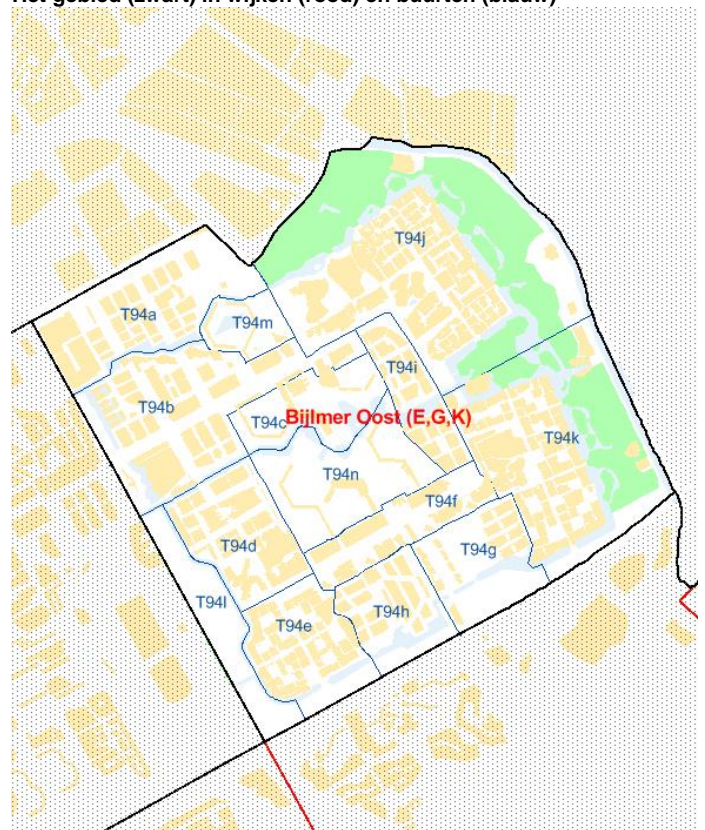 Het gebied (zwart) in wijken (rood) en buurten (blauw)
T94j
T94a
T94m
T94i
T94b
T94c
Bijlmer Oost (E,G,K)
T94k
T94n
T94f
T94d
T94g
T94l
T94h
T94e